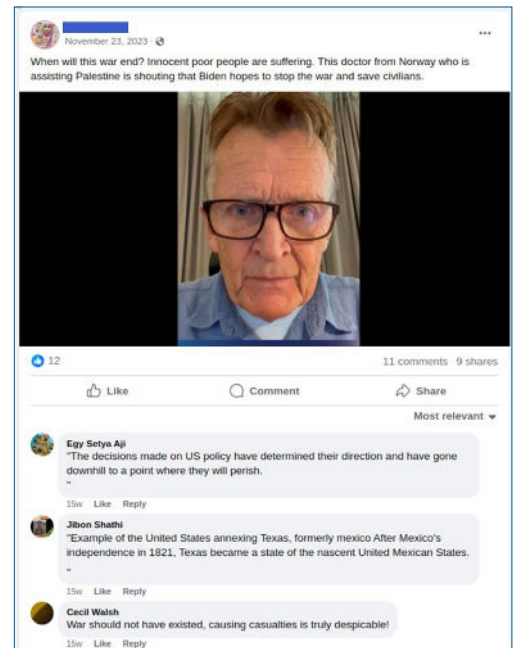 November 23, 2023 ·
When will this war end? Innocent poor people are suffering. This doctor from Norway who is
assisting Palestine is shouting that Biden hopes to stop the war and save civilians.
12
11 comments 9 shares
Like
Comment
Share
Most relevant
Egy Setya Aji
"The decisions made on US policy have determined their direction and have gone
downhill to a point where they will perish.
"
15w Like Reply
Jibon Shathi
"Example of the United States annexing Texas, formerly mexico After Mexico's
independence in 1821, Texas became a state of the nascent United Mexican States.
"
15w Like Reply
Cecil Walsh
War should not have existed, causing casualties is truly despicable!
15w Like Reply